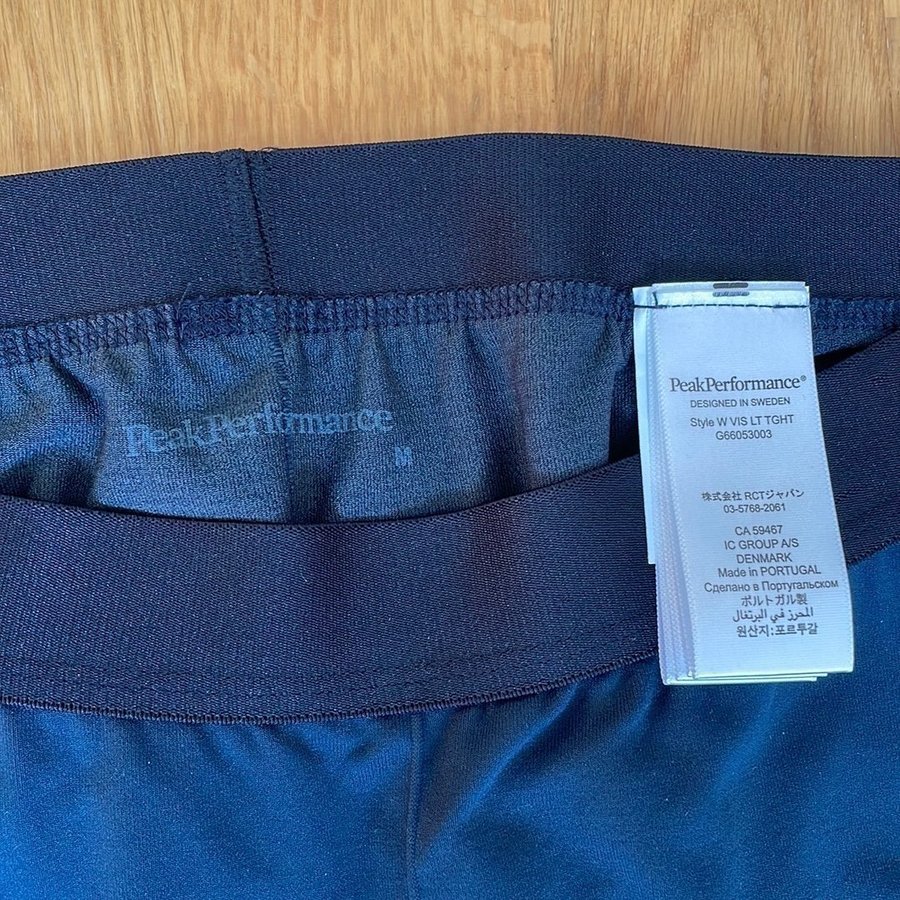 PeakPerformance
M
PeakPerformance®
DESIGNED IN SWEDEN
Style W VIS LT TGHT
G66053003
株式会社 RCTジャパン
03-5768-2061
CA 59467
IC GROUP A/S
DENMARK
Made in PORTUGAL
Сделано в Португальском
ポルトガル製
المحرز في البرتغال
원산지:포르투갈